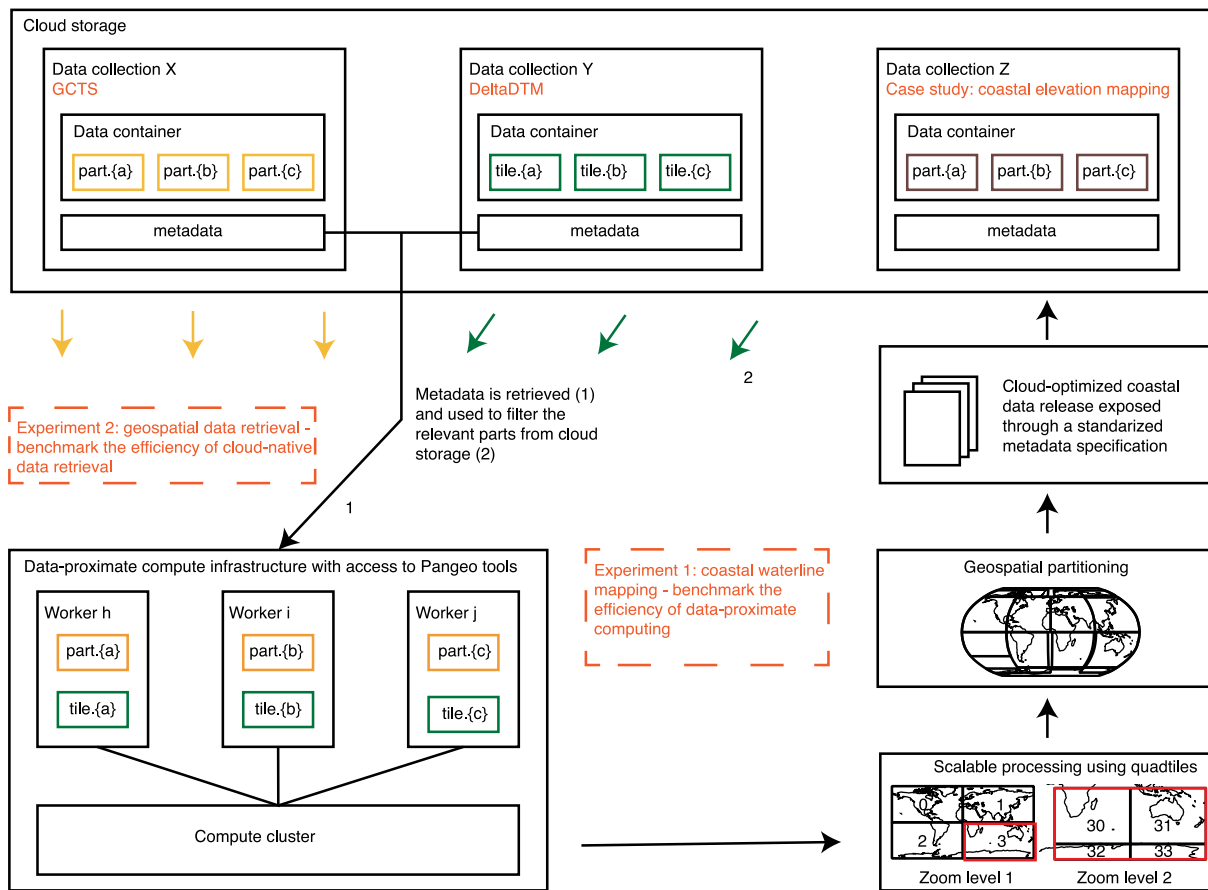 Cloud storage
Data collection X
GCTS
Data container
part.{a}
part.{b}
part.{c}
metadata
Data collection Y
DeltaDTM
Data container
tile.{a}
tile.{b}
tile.{c}
metadata
Data collection Z
Case study: coastal elevation mapping
Data container
part.{a}
part.{b}
part.{c}
metadata
2
Metadata is retrieved (1)
and used to filter the
relevant parts from cloud
storage (2)
1
Experiment 2: geospatial data retrieval -
benchmark the efficiency of cloud-native
data retrieval
Cloud-optimized coastal
data release exposed
through a standarized
metadata specification
Data-proximate compute infrastructure with access to Pangeo tools
Worker h
part.{a}
tile.{a}
Worker i
part.{b}
tile.{b}
Worker j
part.{c}
tile.{c}
Compute cluster
Experiment 1: coastal waterline
mapping - benchmark the
efficiency of data-proximate
computing
Geospatial partitioning
Scalable processing using quadtiles
0
1
2
3
Zoom level 1
30
31
32
33
Zoom level 2